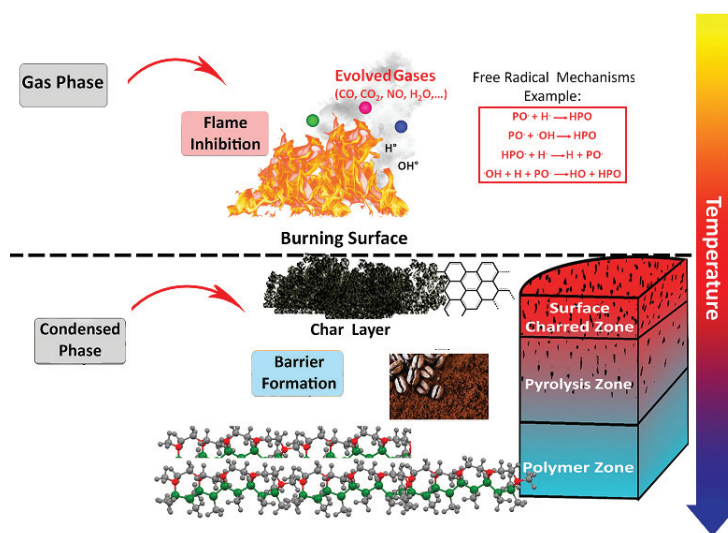 Gas Phase
Evolved Gases
(CO, CO₂, NO, H₂O,...)
Flame
Inhibition
H°
OH°
Free Radical Mechanisms
Example:
PO· + H· → HPO
PO· + ·OH → HPO
HPO· + H· → H + PO·
·OH + H + PO· → HO + HPO
Burning Surface
Condensed
Phase
Char Layer
Barrier
Formation
Surface
Charred Zone
Pyrolysis Zone
Polymer Zone
Temperature